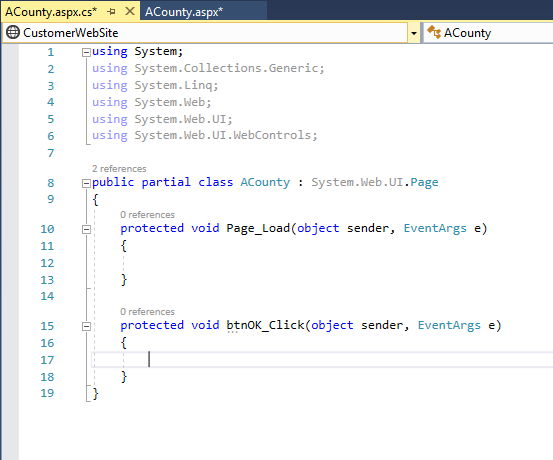 ACounty.aspx.cs* ACounty.aspx*
CustomerWebSite ACounty
1 using System;
2 using System.Collections.Generic;
3 using System.Linq;
4 using System.Web;
5 using System.Web.UI;
6 using System.Web.UI.WebControls;
7
2 references
8 public partial class ACounty : System.Web.UI.Page
9 {
0 references
10 protected void Page_Load(object sender, EventArgs e)
11 {
12
13 }
14
0 references
15 protected void btnOK_Click(object sender, EventArgs e)
16 {
17
18 }
19 }